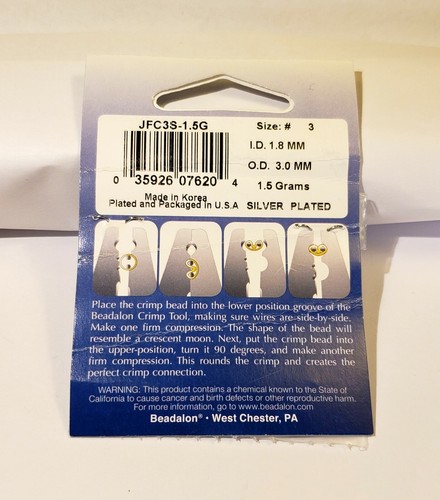 JFC3S-1.5G
Size: # 3
I.D. 1.8 MM
O.D. 3.0 MM
0 35926 07620 4
1.5 Grams
Made in Korea
Plated and Packaged in U.S.A SILVER PLATED
Place the crimp bead into the lower position groove of the
Beadalon Crimp Tool, making sure wires are side-by-side.
Make one firm compression. The shape of the bead will
resemble a crescent moon. Next, put the crimp bead into
the upper-position, turn it 90 degrees, and make another
firm compression. This rounds the crimp and creates the
perfect crimp connection.
WARNING: This product contains a chemical known to the State of
California to cause cancer and birth defects or other reproductive harm.
For more information, go to www.beadalon.com
Beadalon® • West Chester, PA